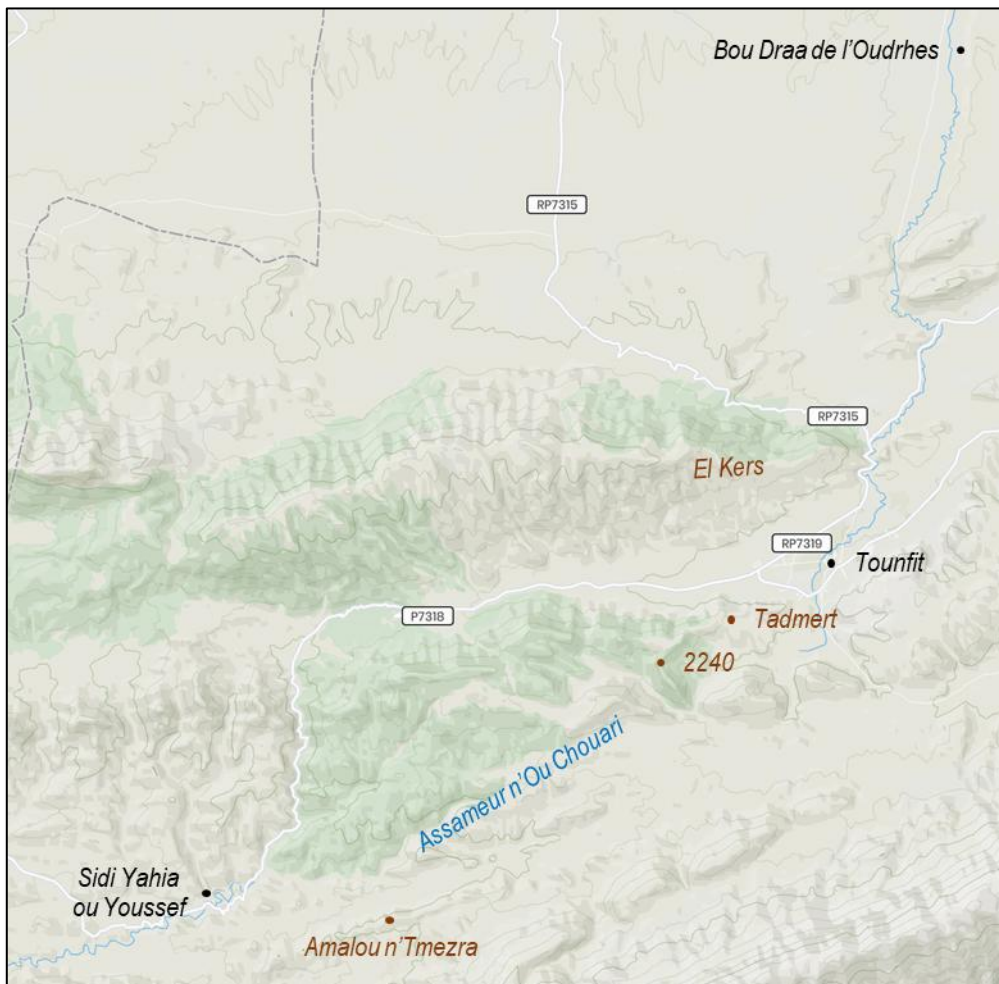 Bou Draa de l'Oudrhes
RP7315
RP7315
El Kers
RP7319
Tounfit
P7318
Tadmert
2240
Assameur n'Ou Chouari
Sidi Yahia
ou Youssef
Amalou n'Tmezra